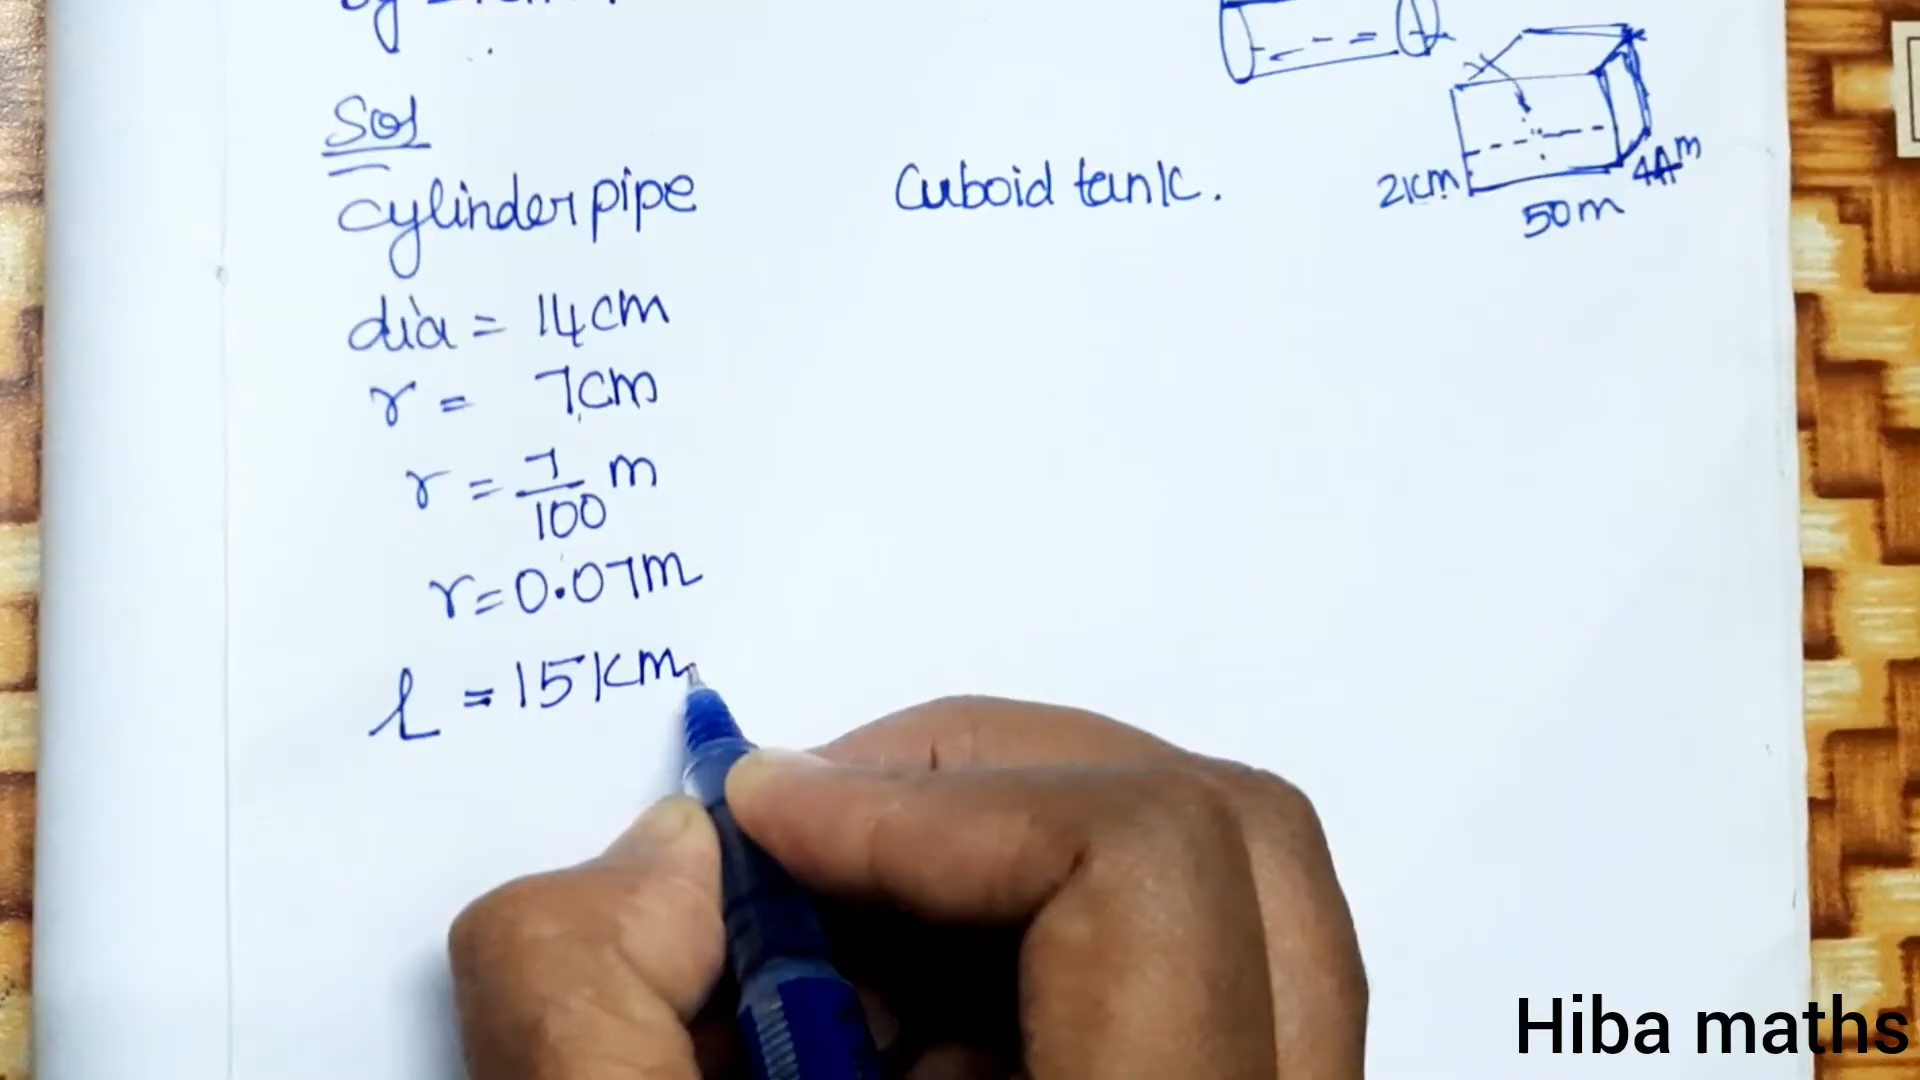 Sol
Cylinder pipe
Cuboid tank.
21cm
50m
44m
dia = 14cm
r = 7cm
r = 7/100 m
r = 0.07m
l = 15km
Hiba maths